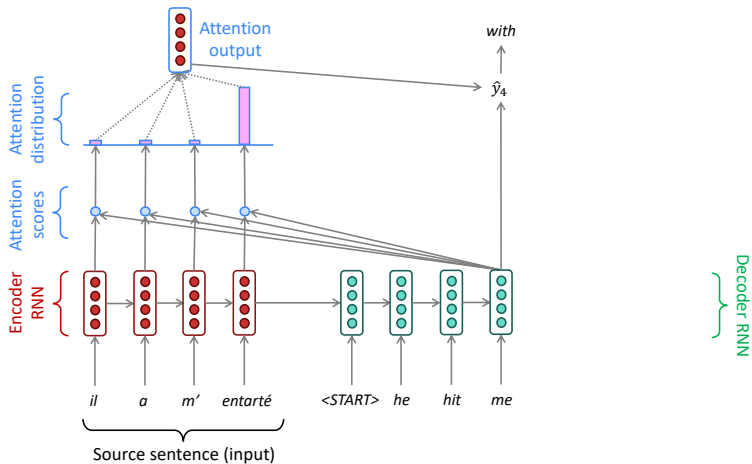 Attention
output
with
ŷ₄
Attention
distribution
Attention
scores
Encoder
RNN
Decoder RNN
il a m’ entarté <START> he hit me
Source sentence (input)